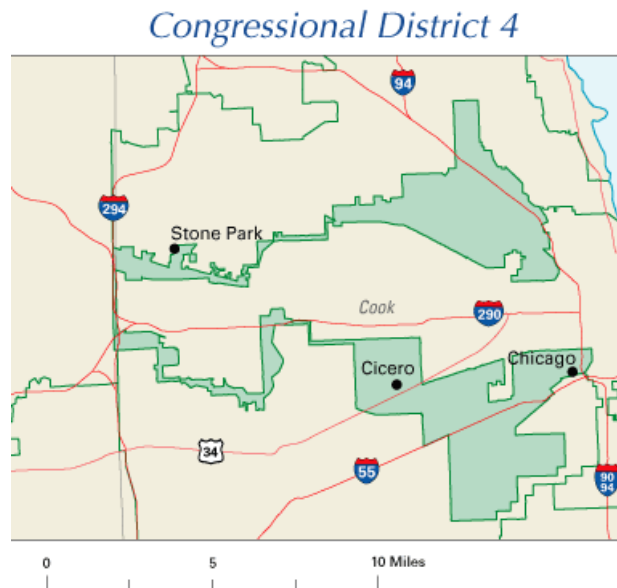 Congressional District 4
94
294
Stone Park
Cook
290
Cicero
Chicago
34
55
90
94
0 5 10 Miles